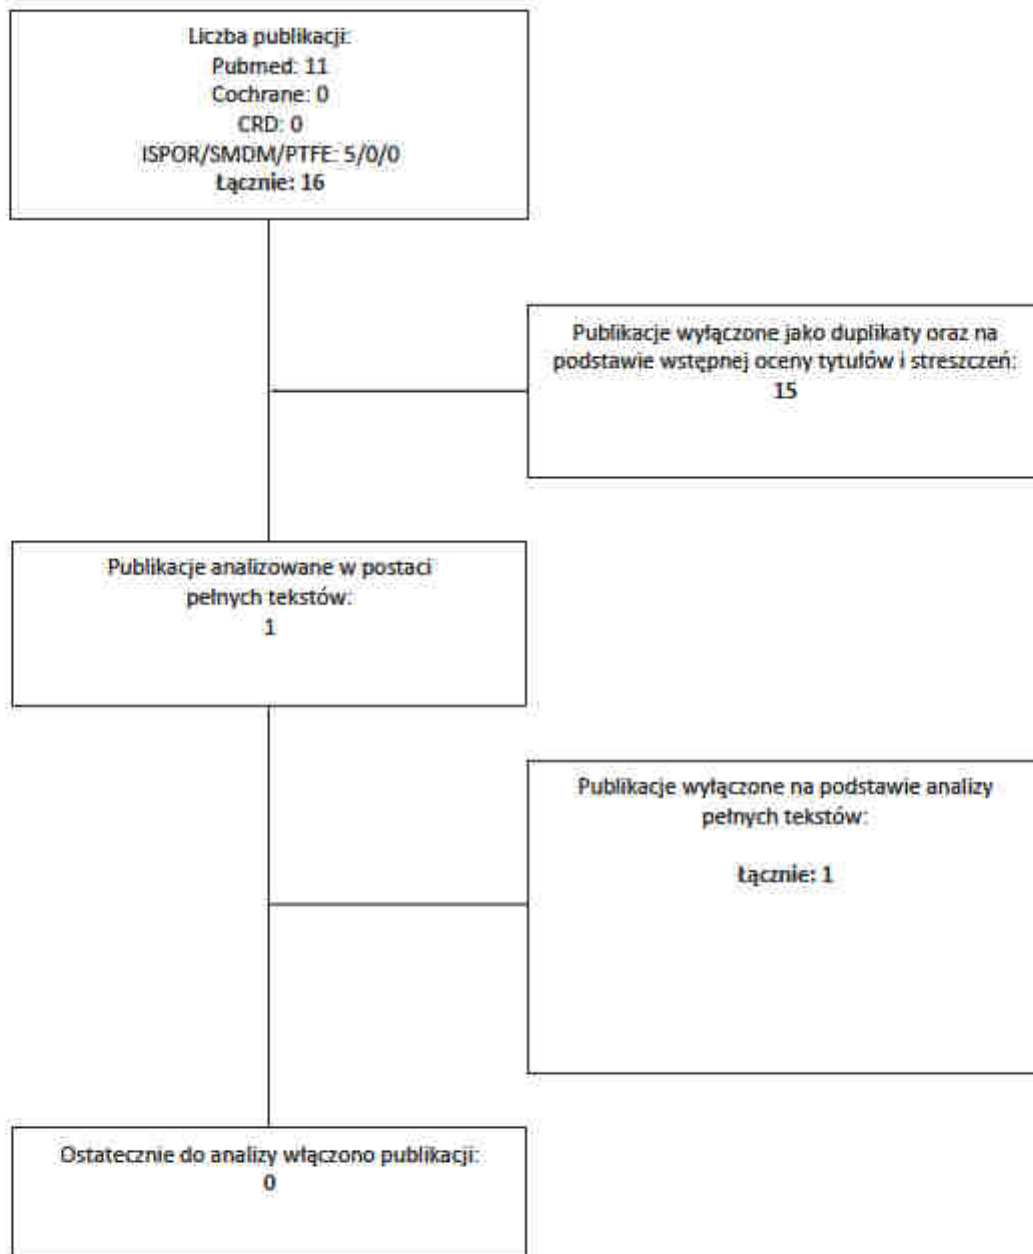 Liczba publikacji:
Pubmed: 11
Cochrane: 0
CRD: 0
ISPOR/SMDM/PTFE: 5/0/0
Łącznie: 16
Publikacje wyłączone jako duplikaty oraz na
podstawie wstępnej oceny tytułów i streszczeń:
15
Publikacje analizowane w postaci
pełnych tekstów:
1
Publikacje wyłączone na podstawie analizy
pełnych tekstów:
Łącznie: 1
Ostatecznie do analizy włączono publikacji:
0